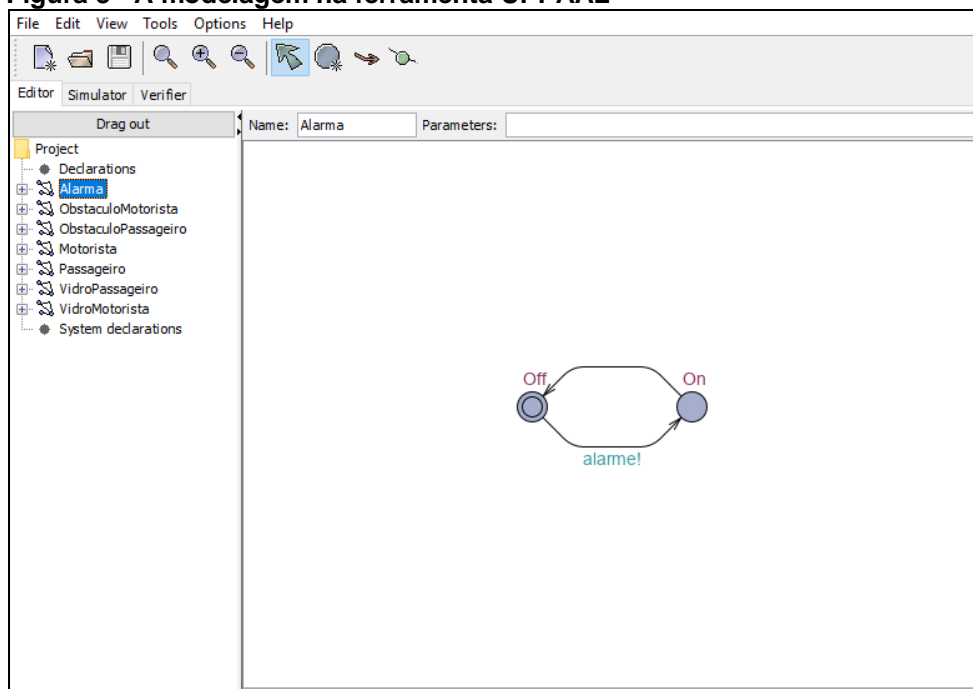 File Edit View Tools Options Help
Editor Simulator Verifier
Drag out
Name: Alarma Parameters:
Project
Declarations
Alarma
ObstaculoMotorista
ObstaculoPassageiro
Motorista
Passageiro
VidroPassageiro
VidroMotorista
System declarations
Off
On
alarme!